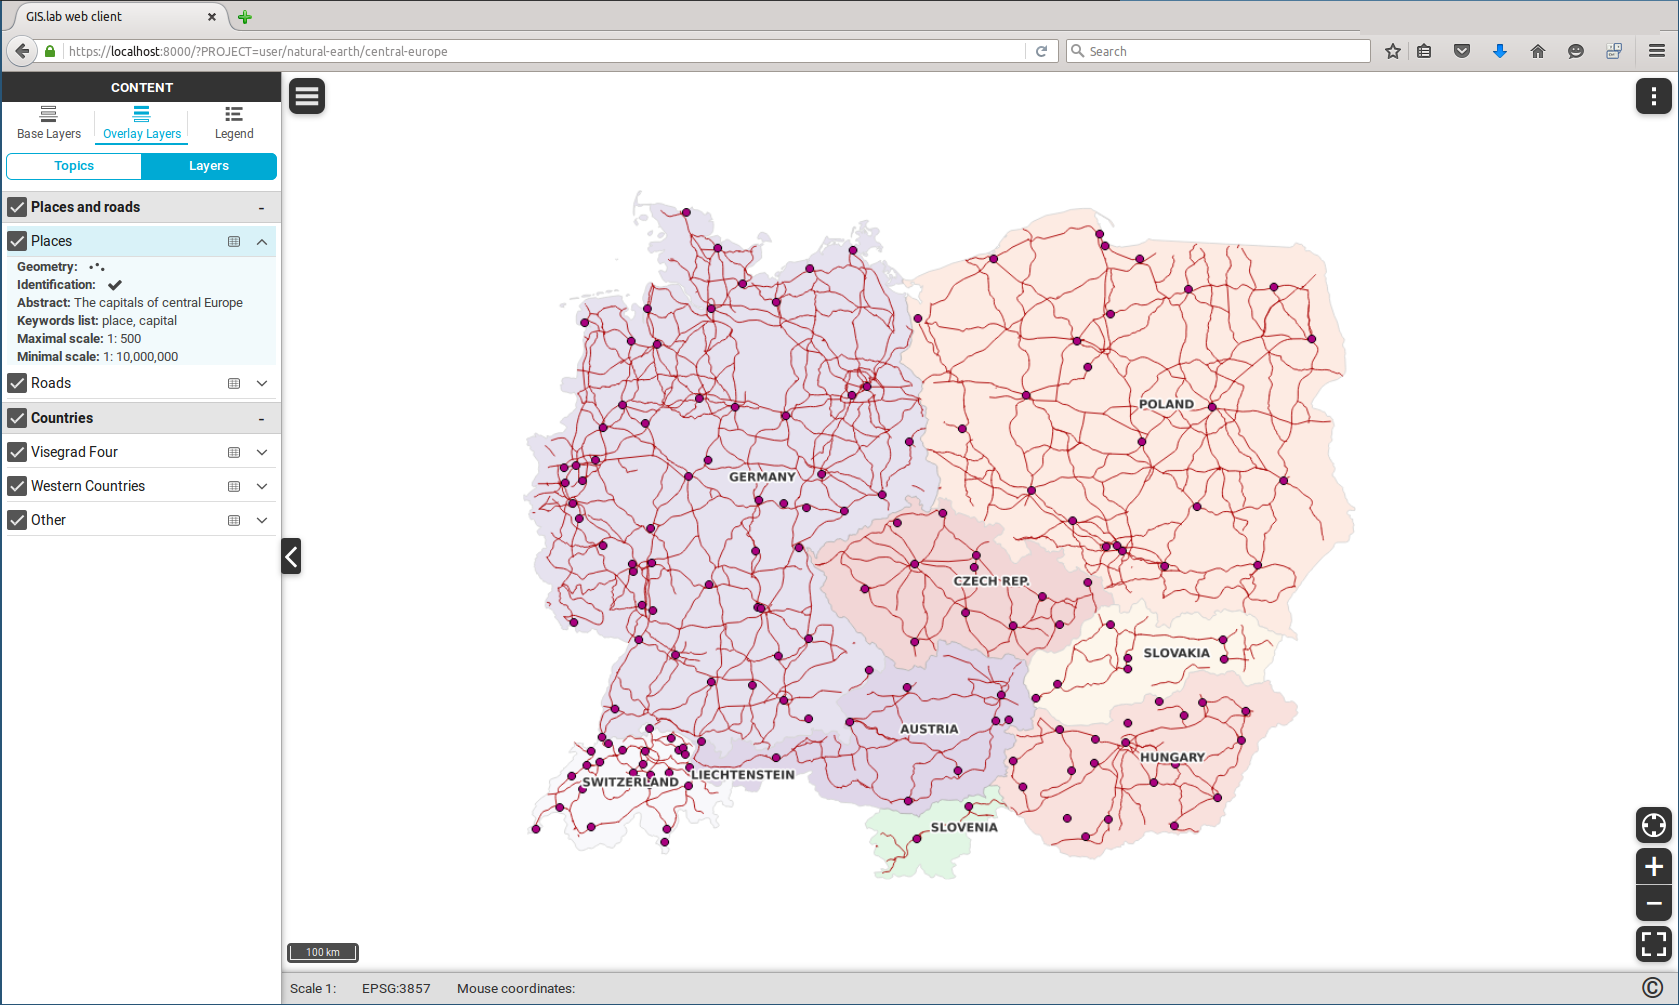 GIS.lab web client
https://localhost:8000/?PROJECT=user/natural-earth/central-europe
Search
CONTENT
Base Layers
Overlay Layers
Legend
Topics
Layers
Places and roads -
Places
Geometry:
Identification:
Abstract: The capitals of central Europe
Keywords list: place, capital
Maximal scale: 1: 500
Minimal scale: 1: 10,000,000
Roads
Countries -
Visegrad Four
Western Countries
Other
POLAND
GERMANY
CZECH REP.
SLOVAKIA
AUSTRIA
HUNGARY
LIECHTENSTEIN
SWITZERLAND
SLOVENIA
100 km
Scale 1: EPSG:3857 Mouse coordinates:
©